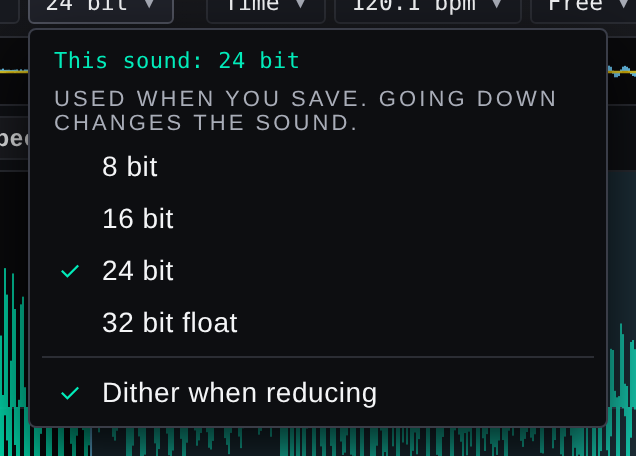 24 bit ▼ Time ▼ 120.1 bpm ▼ Free ▼
This sound: 24 bit
USED WHEN YOU SAVE. GOING DOWN
CHANGES THE SOUND.
8 bit
16 bit
24 bit
32 bit float
Dither when reducing